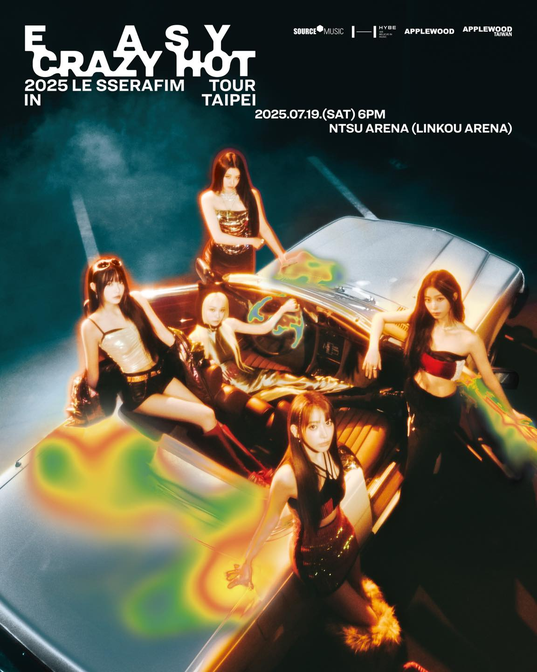 E A S Y
CRAZY HOT
2025 LE SSERAFIM TOUR
IN TAIPEI
SOURCE MUSIC
HYBE
APPLEWOOD
APPLEWOOD
TAIWAN
2025.07.19.(SAT) 6PM
NTSU ARENA (LINKOU ARENA)